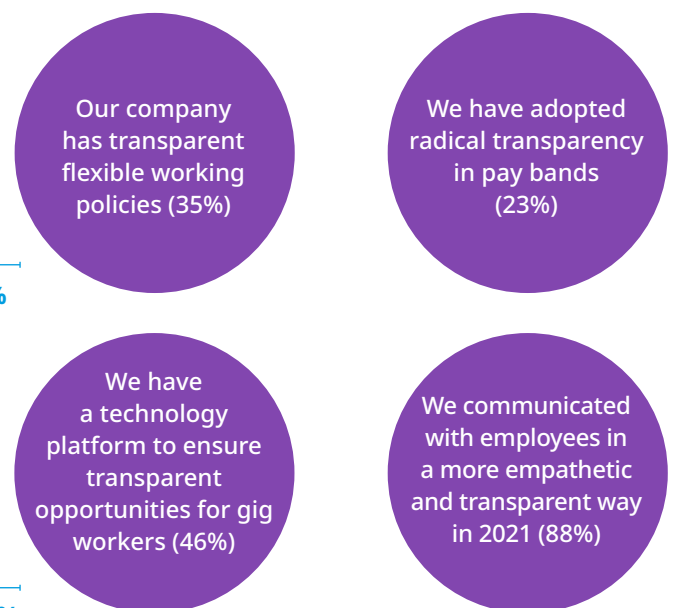 Our company
has transparent
flexible working
policies (35%)
We have adopted
radical transparency
in pay bands
(23%)
%
We have
a technology
platform to ensure
transparent
opportunities for gig
workers (46%)
We communicated
with employees in
a more empathetic
and transparent way
in 2021 (88%)